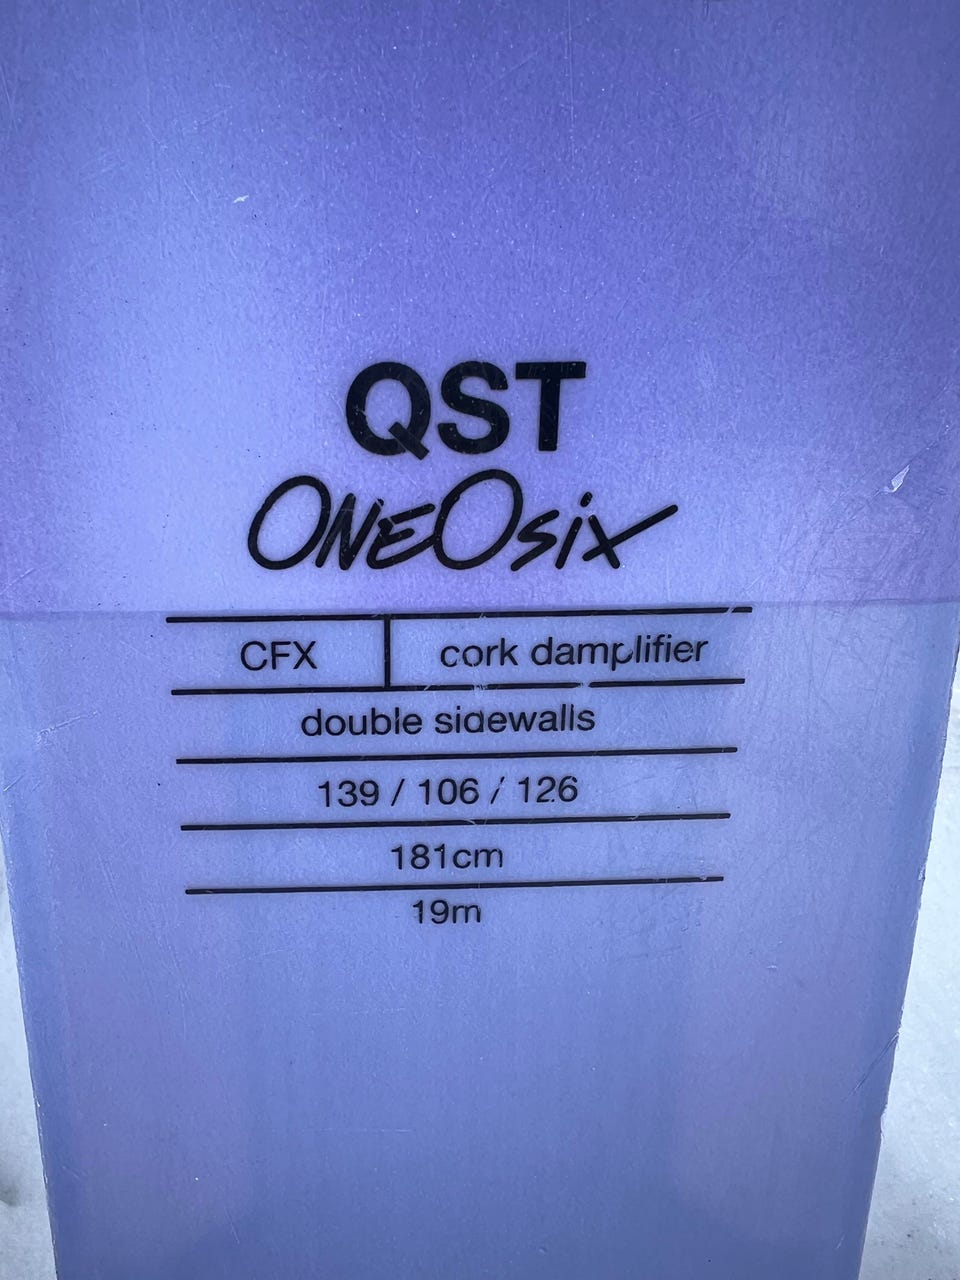 QST
ONEOSiX
CFX cork damplifier
double sidewalls
139 / 106 / 126
181cm
19m